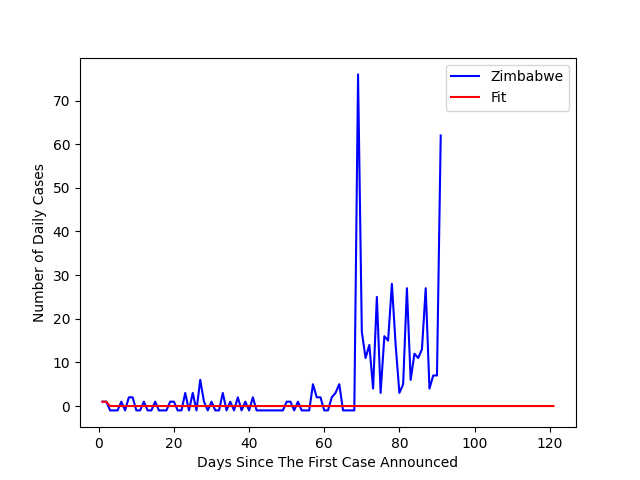 Zimbabwe
Fit
Number of Daily Cases
70
60
50
40
30
20
10
0
0 20 40 60 80 100 120
Days Since The First Case Announced